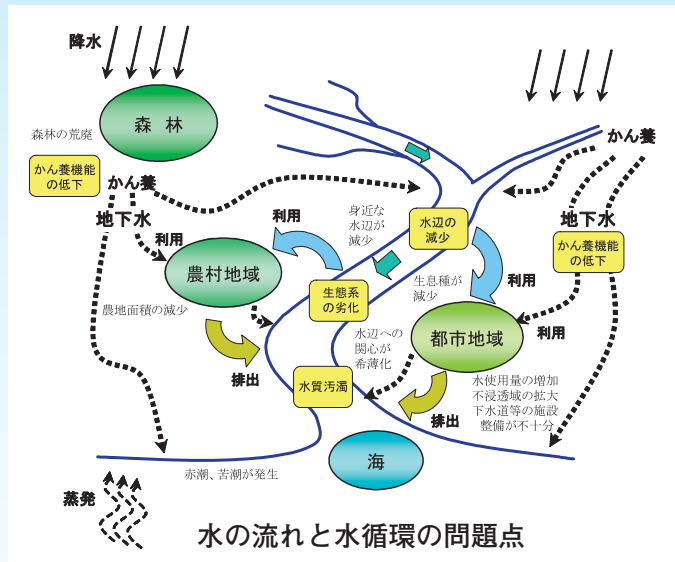 降水
森 林
森林の荒廃
かん養機能
の低下
かん養
地下水
利用
農村地域
農地面積の減少
排出
利用
身近な
水辺が
減少
水辺の
減少
生態系
の劣化
生息種が
減少
利用
水辺への
関心が
希薄化
水質汚濁
かん養
地下水
かん養機能
の低下
利用
都市地域
排出
水使用量の増加
不浸透域の拡大
下水道等の施設
整備が不十分
海
赤潮、苦潮が発生
蒸発
水の流れと水循環の問題点